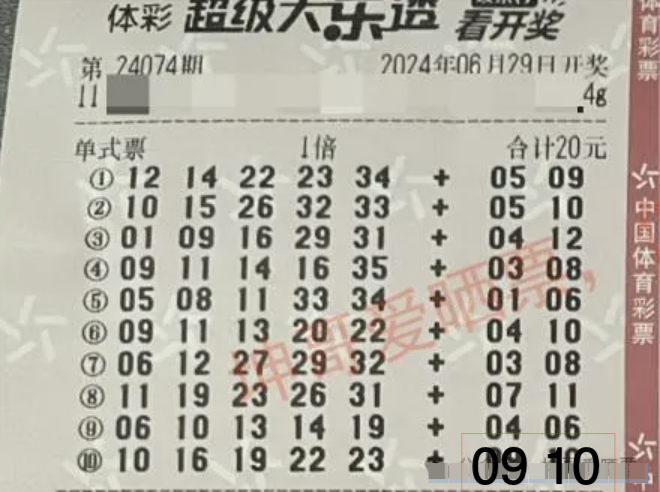 体彩 超级大乐透 看开奖
第 24074期 2024年06月29日开奖
11 .4g
单式票 1倍 合计20元
① 12 14 22 23 34 + 05 09
② 10 15 26 32 33 + 05 10
③ 01 09 16 29 31 + 04 12
④ 09 11 14 16 35 + 03 08
⑤ 05 08 11 33 34 + 01 06
⑥ 09 11 13 20 22 + 04 10
⑦ 06 12 27 29 32 + 03 08
⑧ 11 19 23 26 31 + 07 11
⑨ 06 10 13 14 19 + 04 06
⑩ 10 16 19 22 23 + 09 10
坤哥爱晒票,
体育彩票
中国体育彩票
中